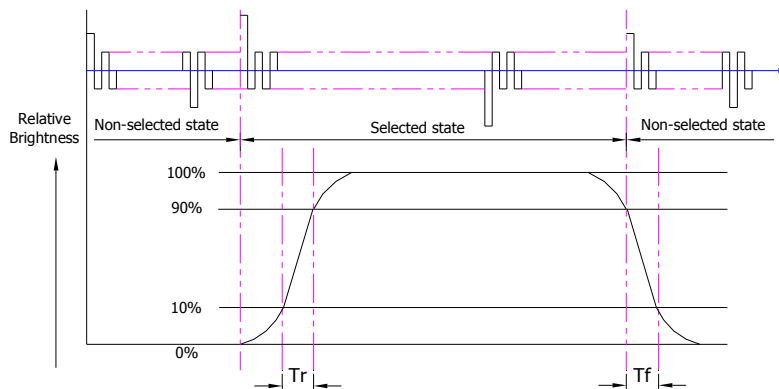 Relative
Brightness
Non-selected state
Selected state
Non-selected state
100%
90%
10%
0%
Tr
Tf